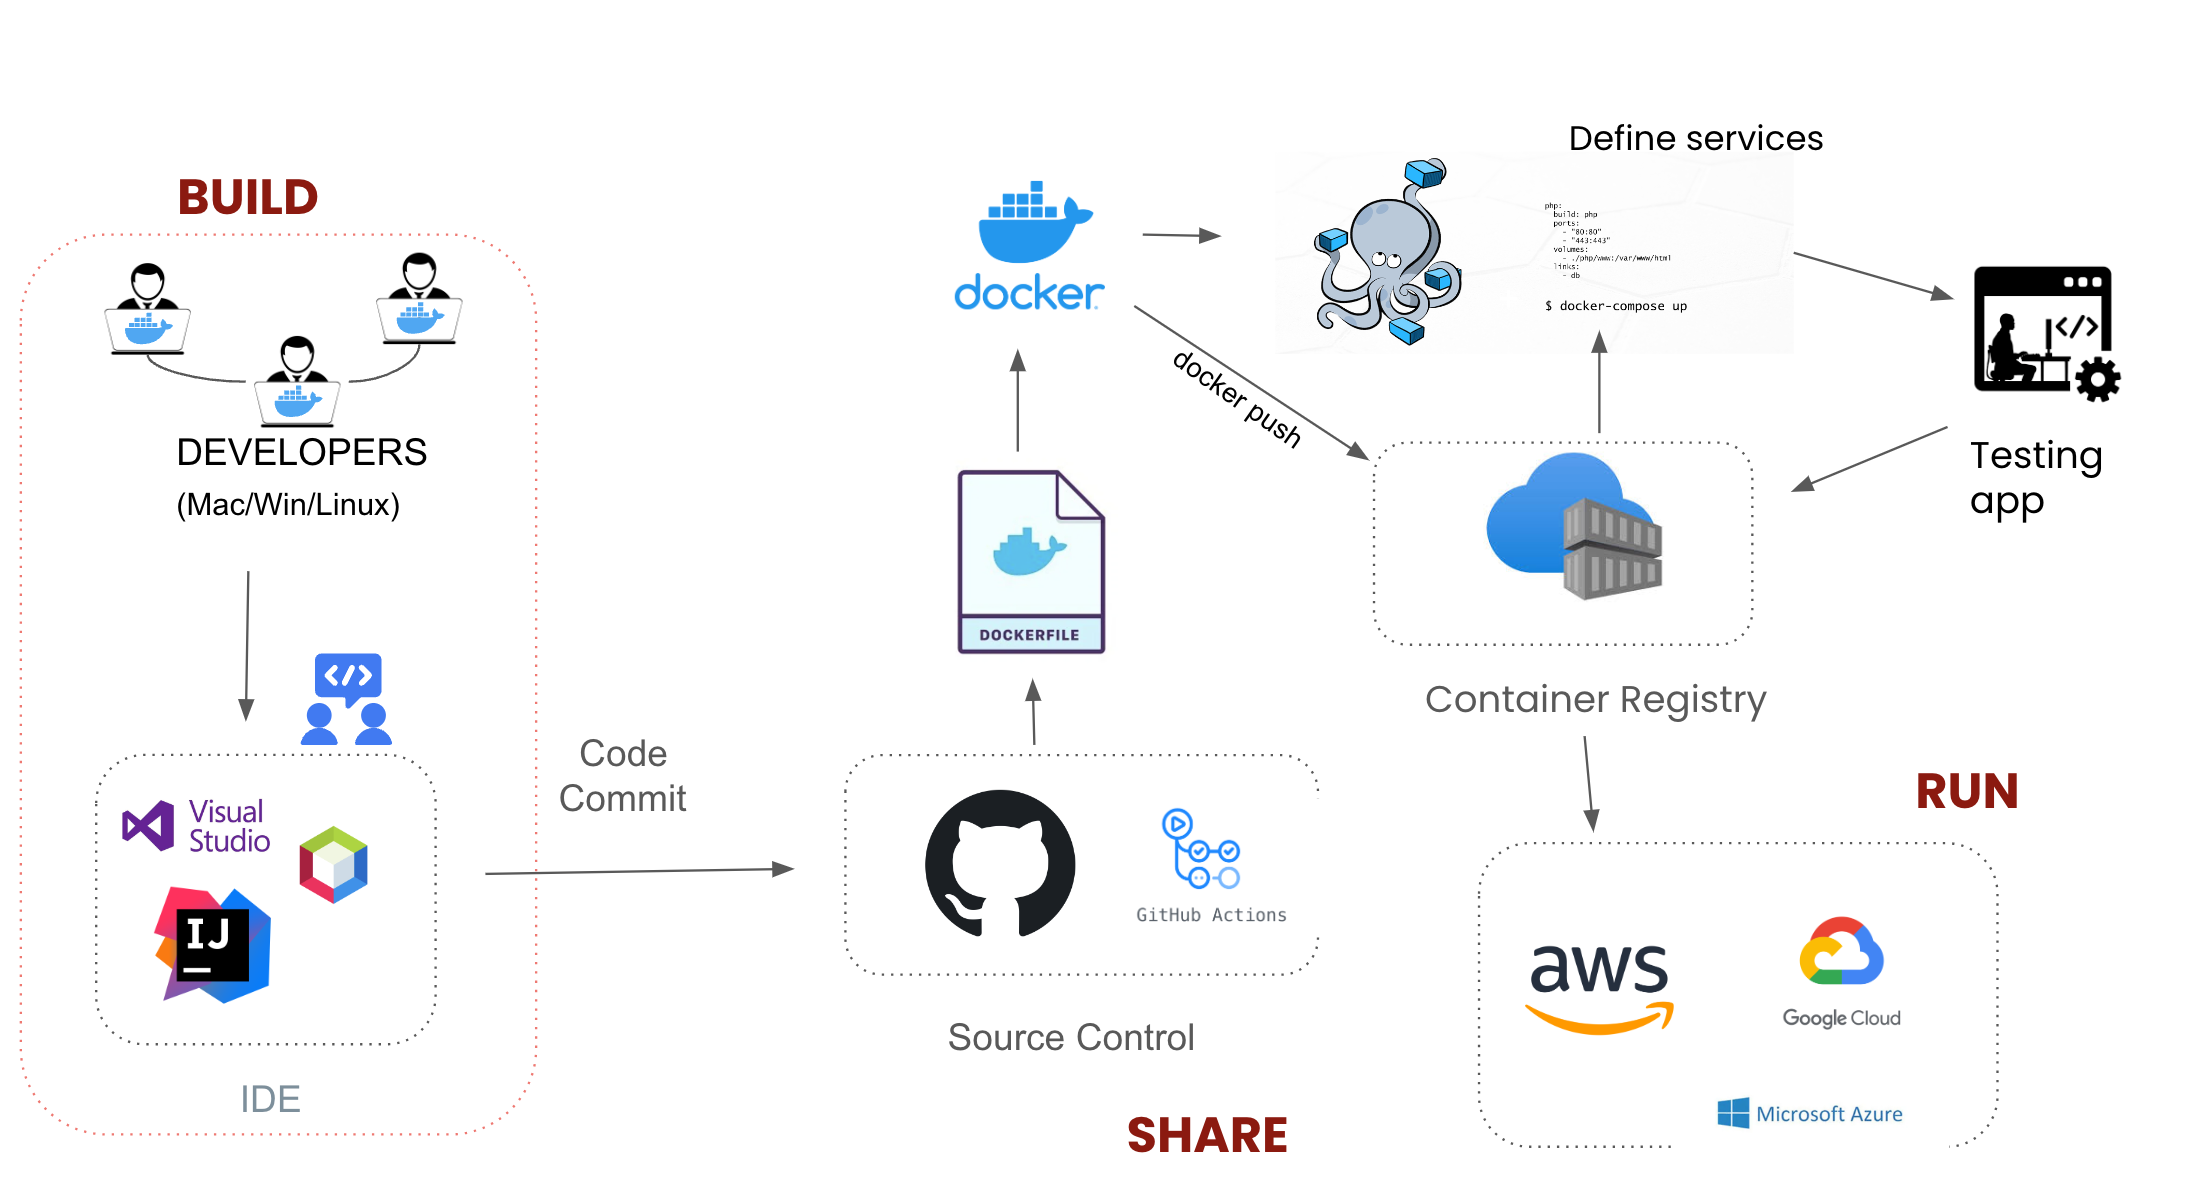 BUILD
DEVELOPERS
(Mac/Win/Linux)
Visual
Studio
IJ
IDE
Code
Commit
docker
DOCKERFILE
GitHub Actions
Source Control
SHARE
docker push
Define services
php:
build: php
ports:
- "80:80"
- "443:443"
volumes:
- ./php/www:/var/www/html
links:
- db
$ docker-compose up
Testing
app
Container Registry
RUN
aws
Google Cloud
Microsoft Azure